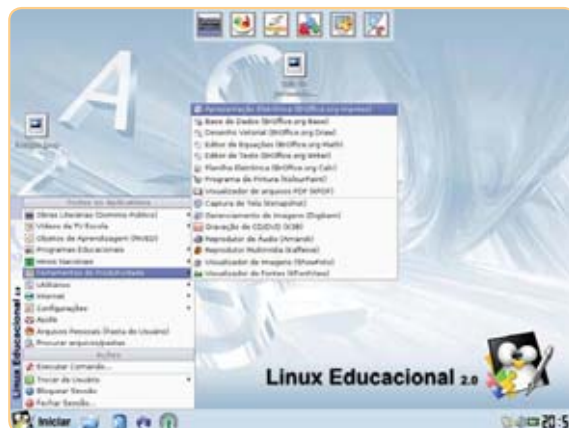 Apresentação Eletrônica (BrOffice.org Impress)
Base de Dados (BrOffice.org Base)
Desenho Vetorial (BrOffice.org Draw)
Editor de Equações (BrOffice.org Math)
Editor de Texto (BrOffice.org Writer)
Planilha Eletrônica (BrOffice.org Calc)
Programa de Pintura (KolourPaint)
Visualizador de arquivos PDF (KPDF)
Captura de Tela (Ksnapshot)
Gerenciamento de Imagens (Digikam)
Gravação de CD/DVD (K3B)
Reprodutor de Áudio (Amarok)
Reprodutor Multimídia (Kaffeine)
Visualizador de Imagens (ShowFoto)
Visualizador de Fontes (KFontView)
Todos os Aplicativos
Obras Literárias (Domínio Público)
Vídeos da TV Escola
Objetos de Aprendizagem (RIVED)
Programas Educacionais
Hinos Nacionais
Ferramentas de Produtividade
Utilitários
Internet
Configurações
Ajuda
Arquivos Pessoais (Pasta do Usuário)
Procurar arquivos/pastas
Ações
Executar Comando...
Trocar de Usuário
Bloquear Sessão
Fechar Sessão...
Linux Educacional 2.0
Linux Educacional 2.0
Iniciar
20:5